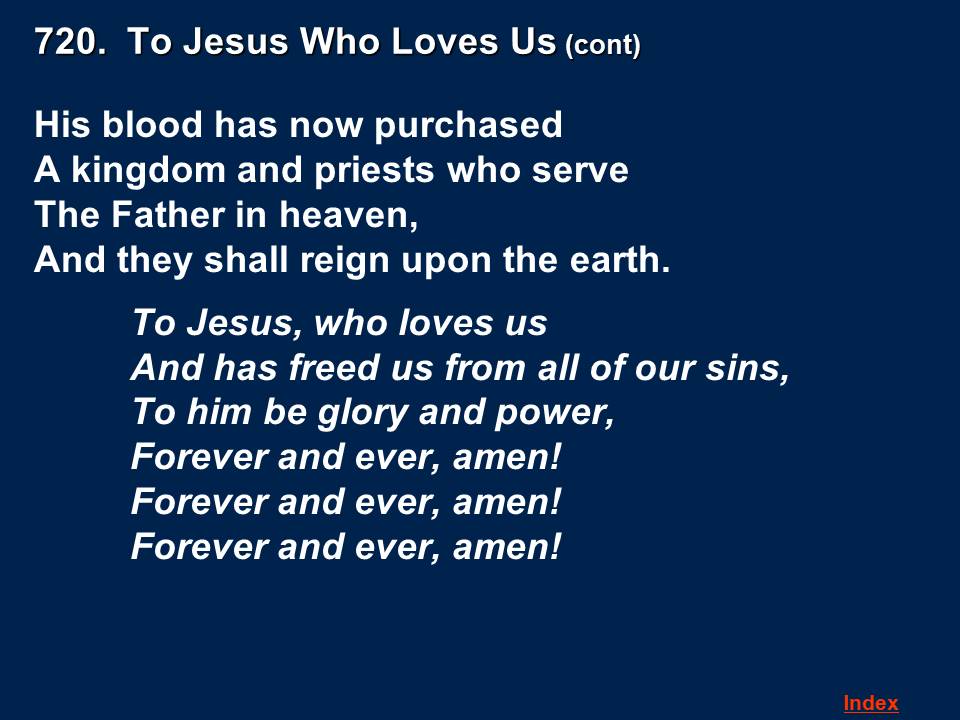 720. To Jesus Who Loves Us (cont)
His blood has now purchased
A kingdom and priests who serve
The Father in heaven,
And they shall reign upon the earth.
To Jesus, who loves us
And has freed us from all of our sins,
To him be glory and power,
Forever and ever, amen!
Forever and ever, amen!
Forever and ever, amen!
Index